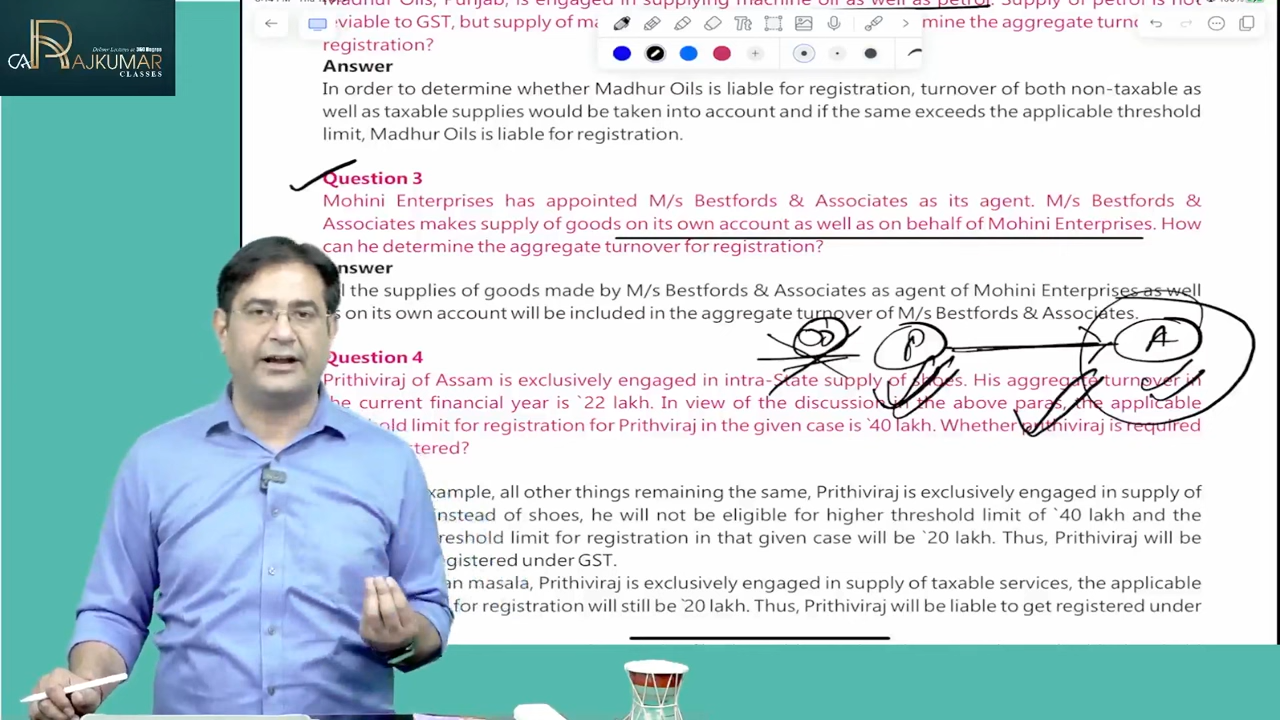 CA RAJKUMAR
Deliver Lectures at 360 Degree
CLASSES
Madhur Oils, Punjab, is engaged in supplying machine oil as well as petrol. Supply of petrol is not
leviable to GST, but supply of ma mine the aggregate turno
registration?
Answer
In order to determine whether Madhur Oils is liable for registration, turnover of both non-taxable as
well as taxable supplies would be taken into account and if the same exceeds the applicable threshold
limit, Madhur Oils is liable for registration.
Question 3
Mohini Enterprises has appointed M/s Bestfords & Associates as its agent. M/s Bestfords &
Associates makes supply of goods on its own account as well as on behalf of Mohini Enterprises. How
can he determine the aggregate turnover for registration?
nswer
l the supplies of goods made by M/s Bestfords & Associates as agent of Mohini Enterprises as well
s on its own account will be included in the aggregate turnover of M/s Bestfords & Associates.
P A
Question 4
Prithiviraj of Assam is exclusively engaged in intra-State supply of shoes. His aggregate turnover in
he current financial year is `22 lakh. In view of the discussion in the above paras, the applicable
old limit for registration for Prithviraj in the given case is `40 lakh. Whether prithiviraj is required
stered?
xample, all other things remaining the same, Prithiviraj is exclusively engaged in supply of
instead of shoes, he will not be eligible for higher threshold limit of `40 lakh and the
reshold limit for registration in that given case will be `20 lakh. Thus, Prithiviraj will be
egistered under GST.
an masala, Prithiviraj is exclusively engaged in supply of taxable services, the applicable
for registration will still be `20 lakh. Thus, Prithiviraj will be liable to get registered under